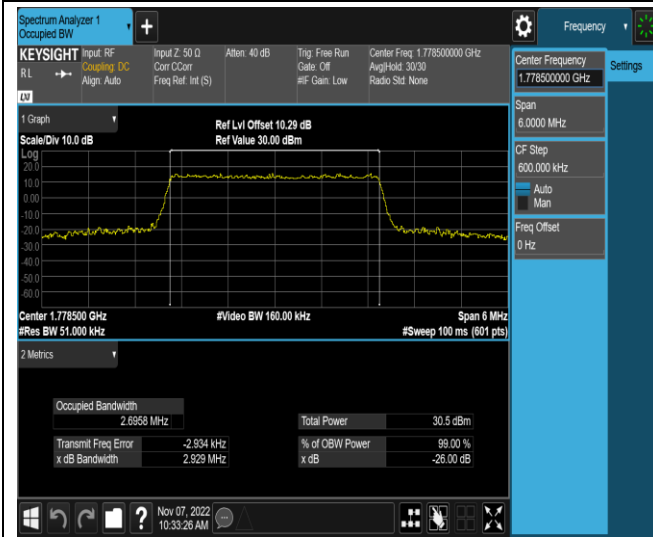 Spectrum Analyzer 1
Occupied BW
+
Frequency
KEYSIGHT
RL
LXI
Input: RF
Coupling: DC
Align: Auto
Input Z: 50 Ω
Corr CCorr
Freq Ref: Int (S)
Atten: 40 dB
Trig: Free Run
Gate: Off
#IF Gain: Low
Center Freq: 1.778500000 GHz
Avg|Hold: 30/30
Radio Std: None
Center Frequency
1.778500000 GHz
Settings
Span
6.0000 MHz
CF Step
600.000 kHz
Auto
Man
Freq Offset
0 Hz
1 Graph
Scale/Div 10.0 dB
Ref Lvl Offset 10.29 dB
Ref Value 30.00 dBm
Log
20.0
10.0
0.00
-10.0
-20.0
-30.0
-40.0
-50.0
-60.0
Center 1.778500 GHz
#Video BW 160.00 kHz
Span 6 MHz
#Res BW 51.000 kHz
#Sweep 100 ms (601 pts)
2 Metrics
Occupied Bandwidth
2.6958 MHz
Total Power 30.5 dBm
Transmit Freq Error -2.934 kHz
% of OBW Power 99.00 %
x dB Bandwidth 2.929 MHz
x dB -26.00 dB
?
Nov 07, 2022
10:33:26 AM